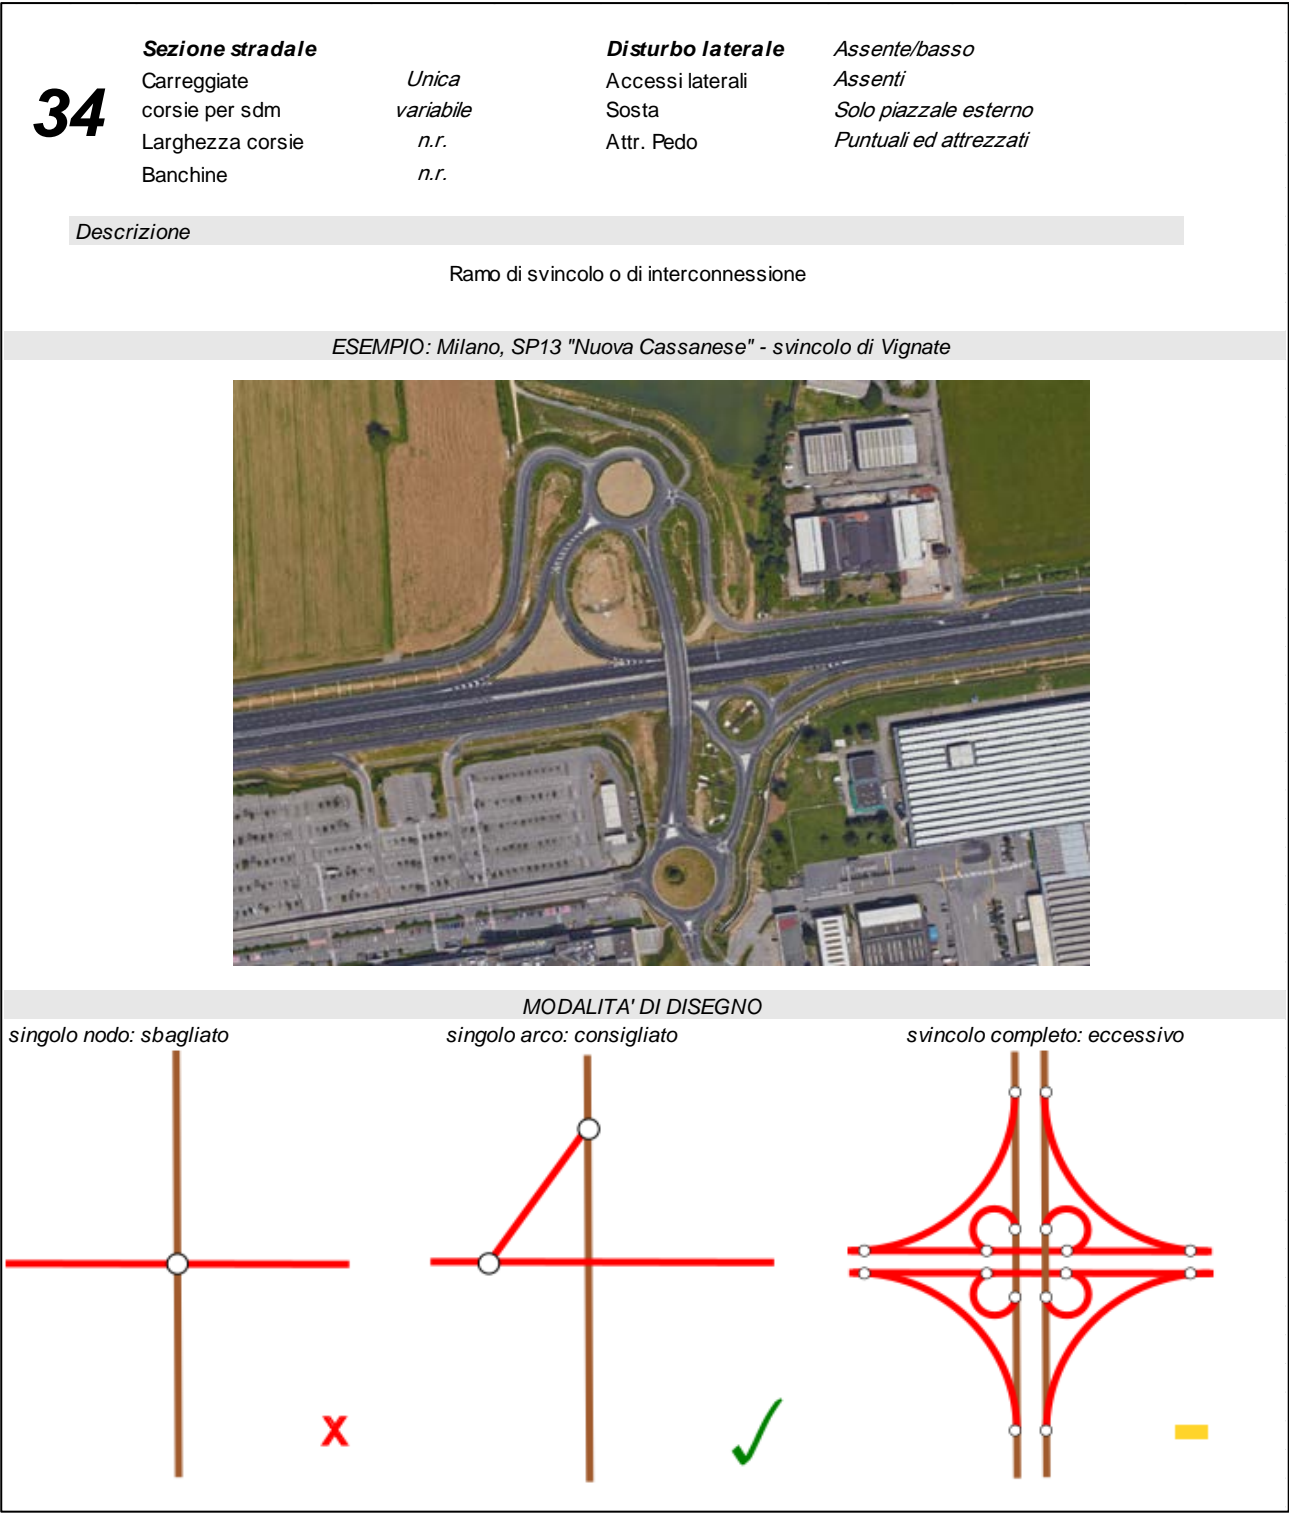 34
Sezione stradale
Carreggiate Unica
corsie per sdm variabile
Larghezza corsie n.r.
Banchine n.r.
Disturbo laterale Assente/basso
Accessi laterali Assenti
Sosta Solo piazzale esterno
Attr. Pedo Puntuali ed attrezzati
Descrizione
Ramo di svincolo o di interconnessione
ESEMPIO: Milano, SP13 "Nuova Cassanese" - svincolo di Vignate
MODALITA' DI DISEGNO
singolo nodo: sbagliato
singolo arco: consigliato
svincolo completo: eccessivo
x